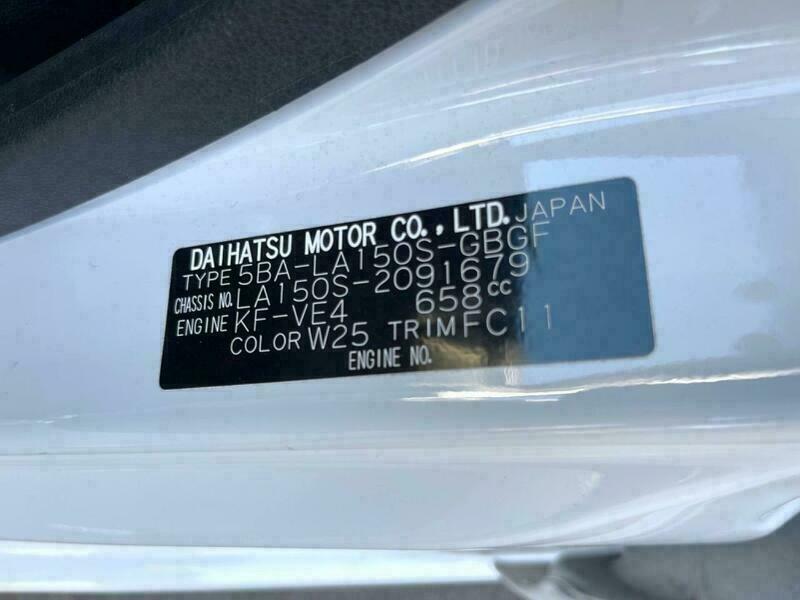 DAIHATSU MOTOR CO., LTD. JAPAN
TYPE 5BA-LA150S-GBGF
CHASSIS NO. LA150S-2091679
ENGINE KF-VE4 658cc
COLOR W25 TRIM FC11
ENGINE NO.